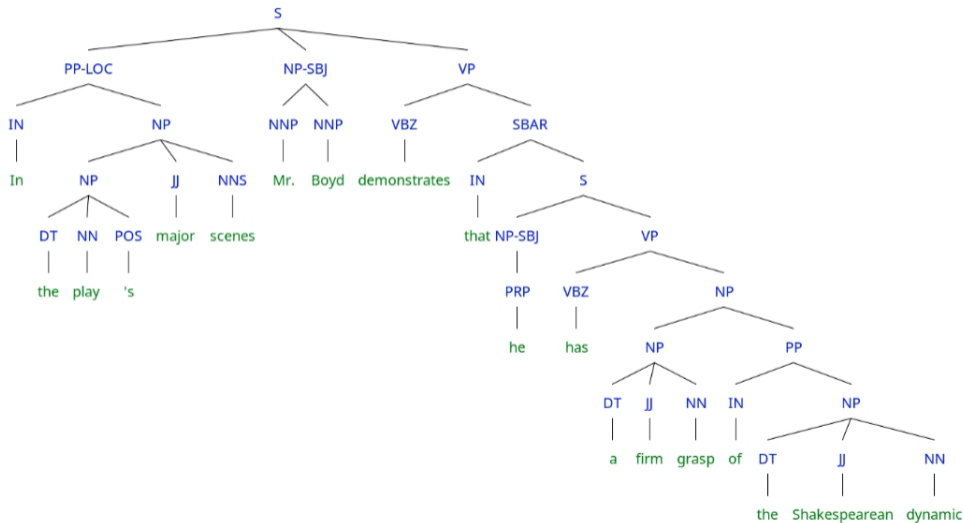 S
PP-LOC NP-SBJ VP
IN NP NNP NNP VBZ SBAR
In NP JJ NNS Mr. Boyd demonstrates IN S
DT NN POS major scenes that NP-SBJ VP
the play 's PRP VBZ NP
he has NP PP
DT JJ NN IN NP
a firm grasp of DT JJ NN
the Shakespearean dynamic